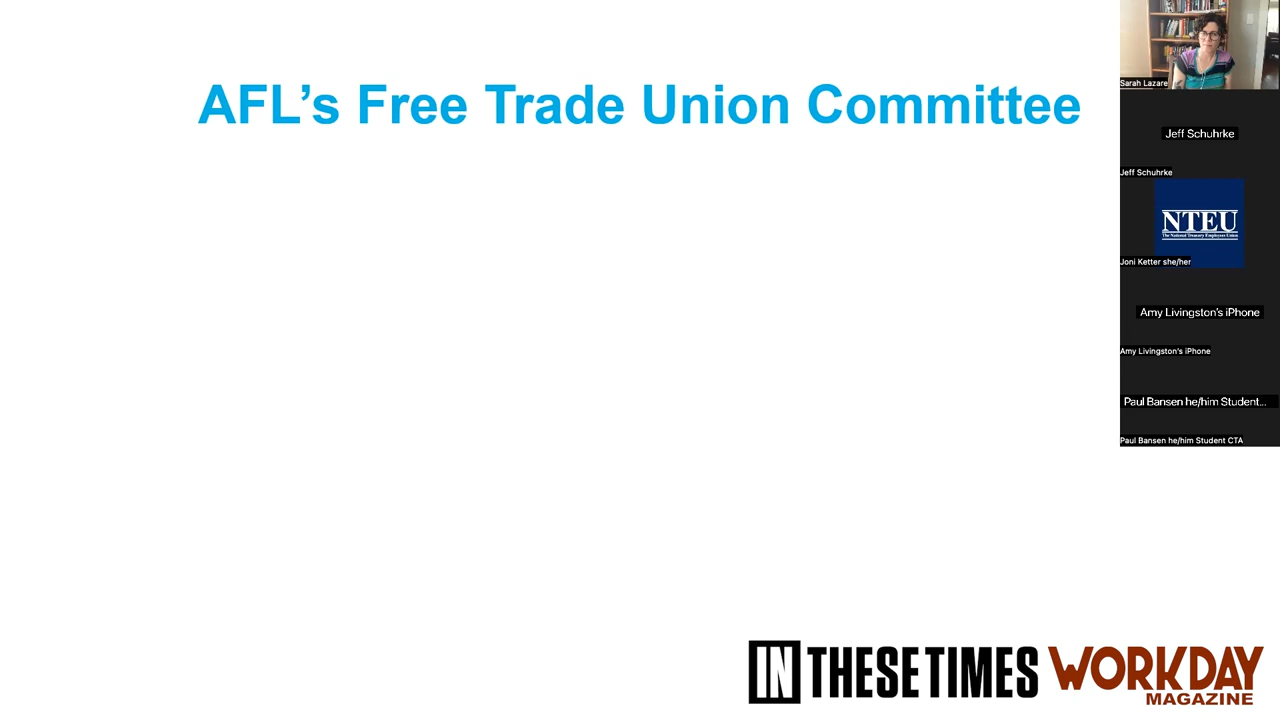 AFL's Free Trade Union Committee
Sarah Lazare
Jeff Schuhrke
Jeff Schuhrke
NTEU
The National Treasury Employees Union
Joni Ketter she/her
Amy Livingston's iPhone
Amy Livingston's iPhone
Paul Bansen he/him Student...
Paul Bansen he/him Student CTA
IN THESE TIMES
WORKDAY
MAGAZINE